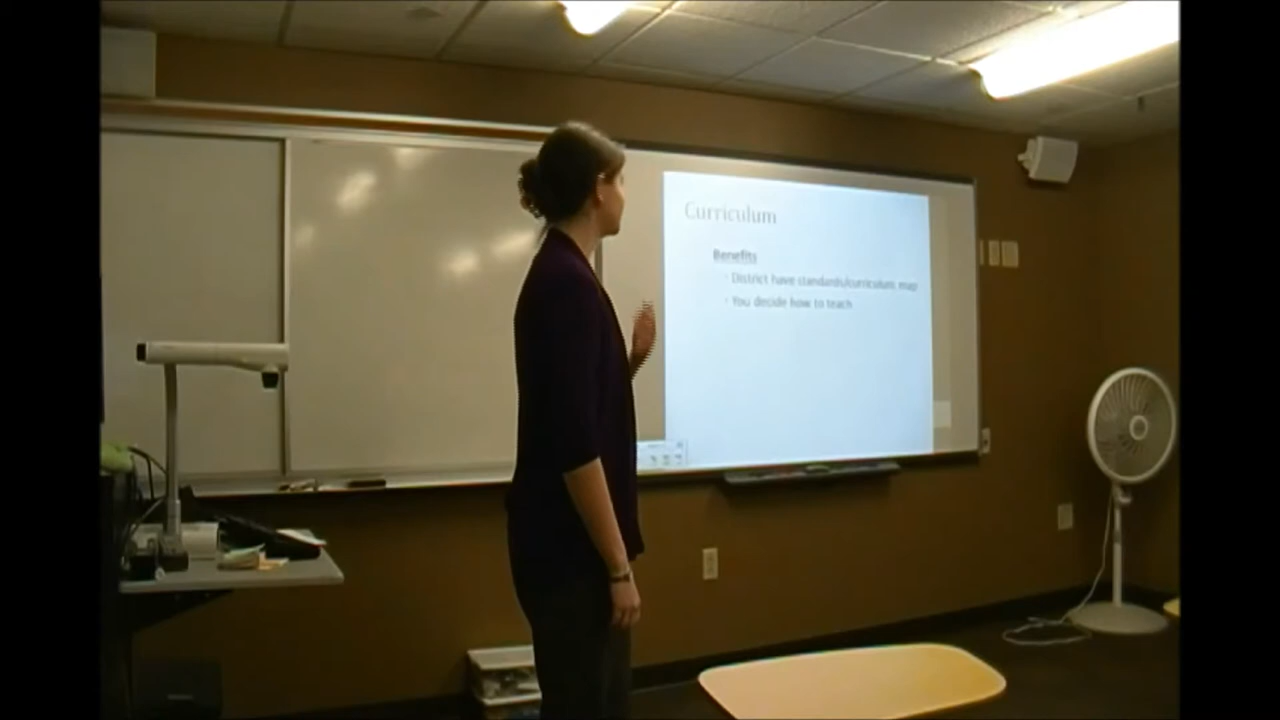 Curriculum
Benefits
· District have standards/curriculum map
· You decide how to teach